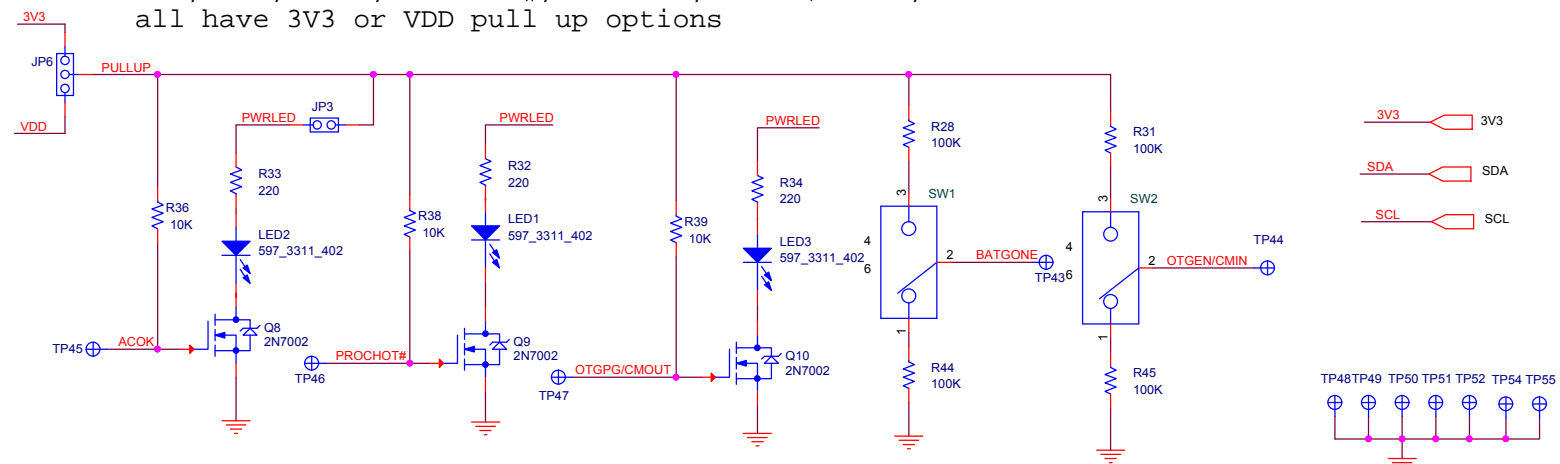 all have 3V3 or VDD pull up options
3V3
JP6
PULLUP
VDD
JP3
PWRLED
PWRLED
PWRLED
R33
220
R32
220
R34
220
R36
10K
R38
10K
R39
10K
LED2
597_3311_402
LED1
597_3311_402
LED3
597_3311_402
Q8
2N7002
Q9
2N7002
Q10
2N7002
TP45
ACOK
TP46
PROCHOT#
TP47
OTGPG/CMOUT
R28
100K
R31
100K
3
SW1
4
6
2
BATGONE
TP43
1
R44
100K
3
SW2
4
6
2
OTGEN/CMIN
TP44
1
R45
100K
3V3
3V3
SDA
SDA
SCL
SCL
TP48 TP49 TP50 TP51 TP52 TP54 TP55